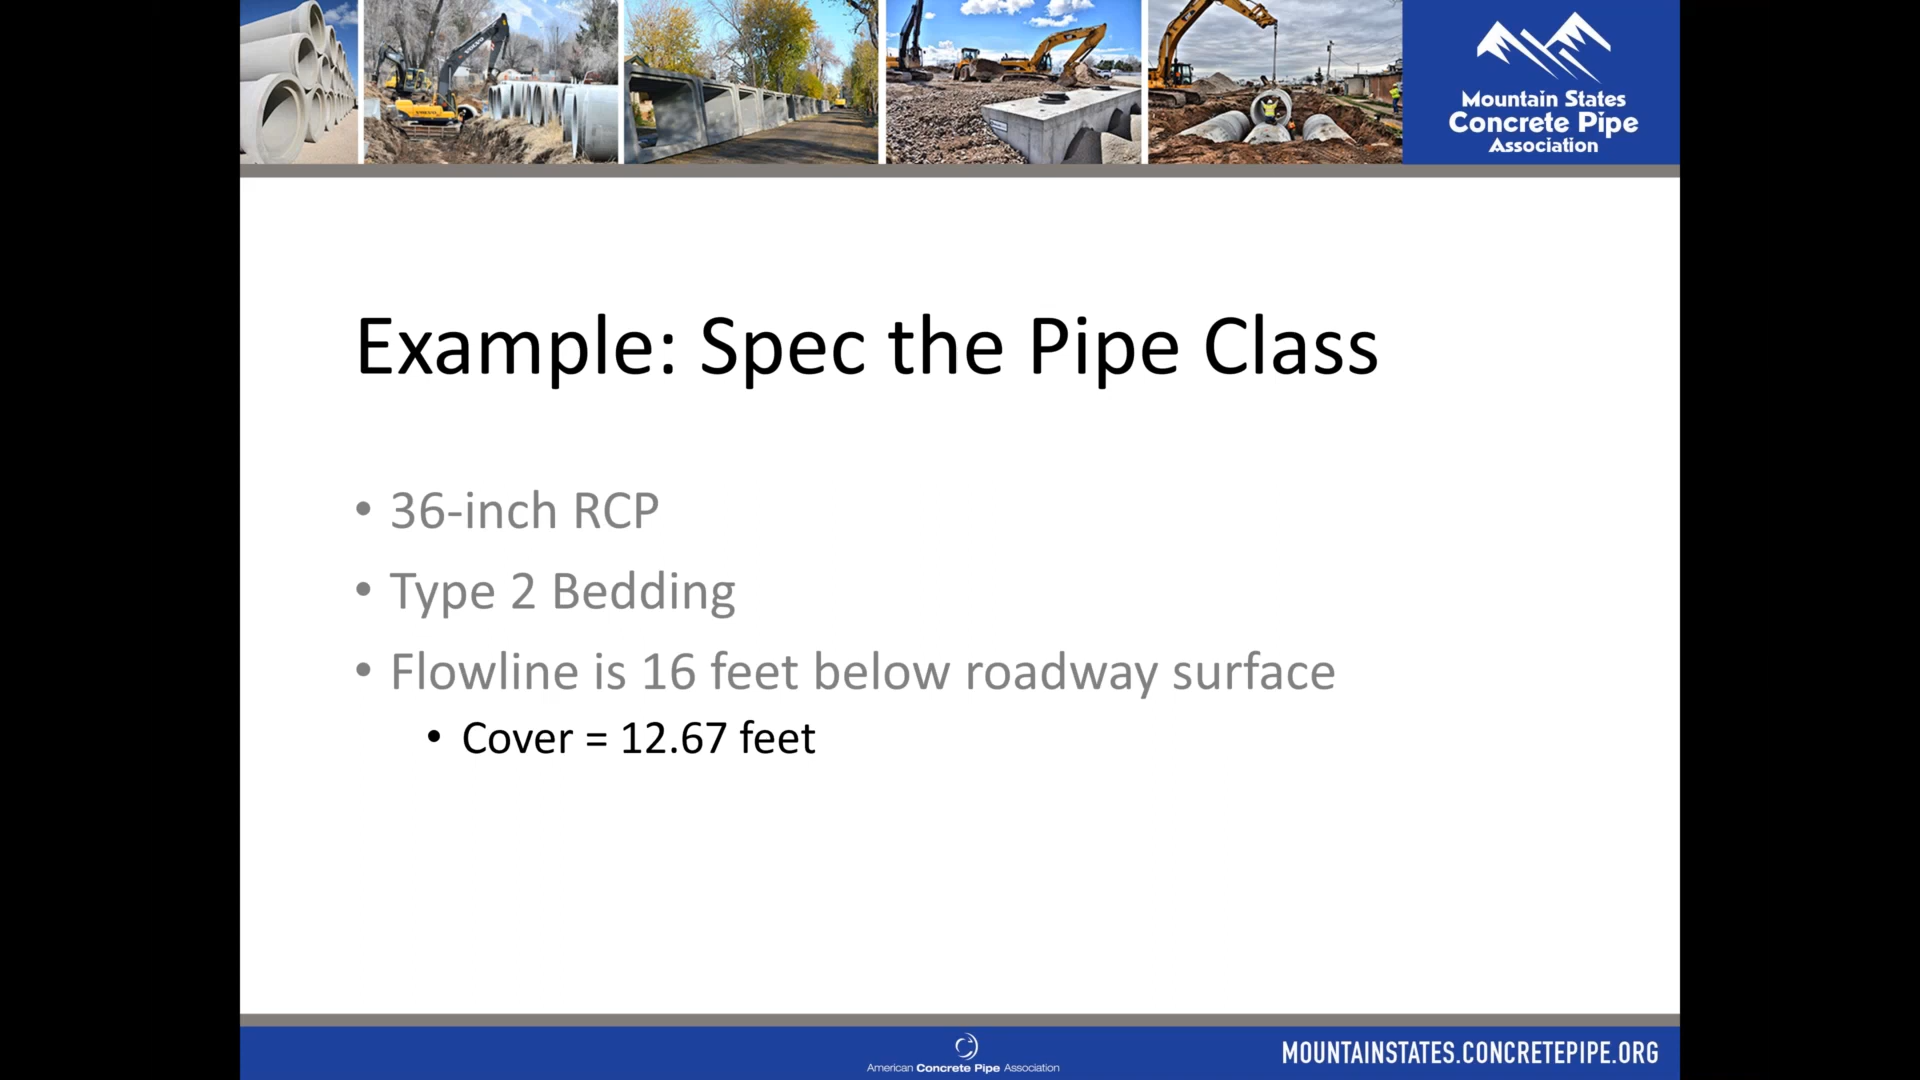 Mountain States
Concrete Pipe
Association
Example: Spec the Pipe Class
• 36-inch RCP
• Type 2 Bedding
• Flowline is 16 feet below roadway surface
• Cover = 12.67 feet
American Concrete Pipe Association
MOUNTAINSTATES.CONCRETEPIPE.ORG